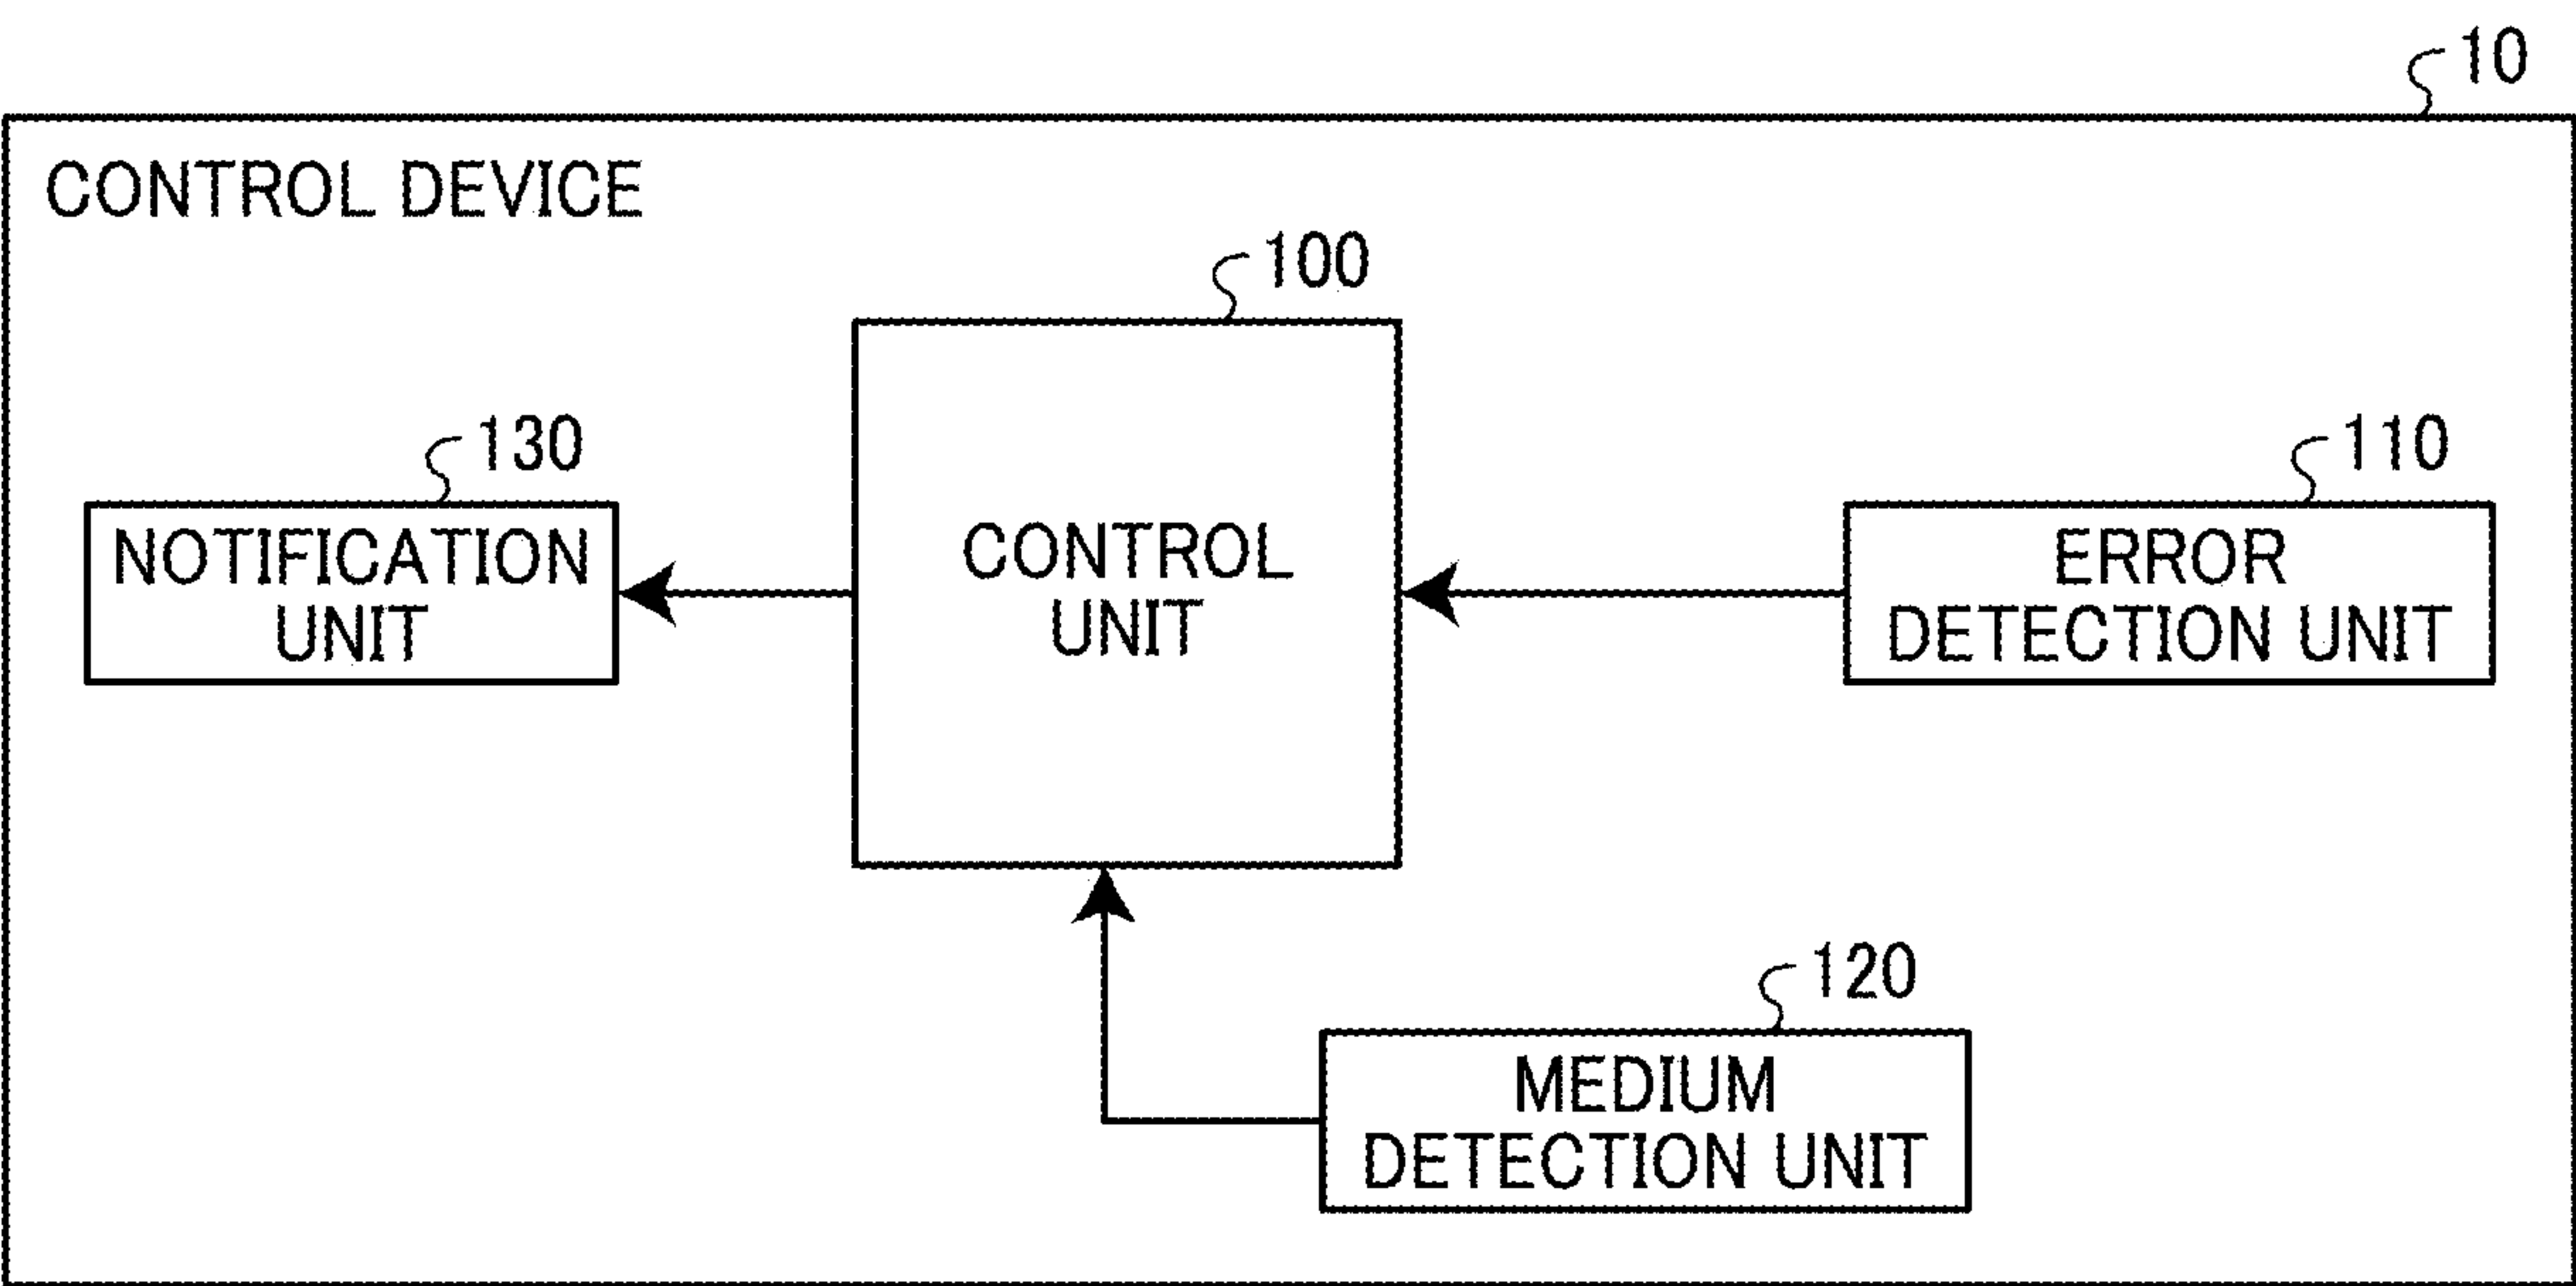 10
CONTROL DEVICE
100
130
110
NOTIFICATION
UNIT
CONTROL
UNIT
ERROR
DETECTION UNIT
120
MEDIUM
DETECTION UNIT